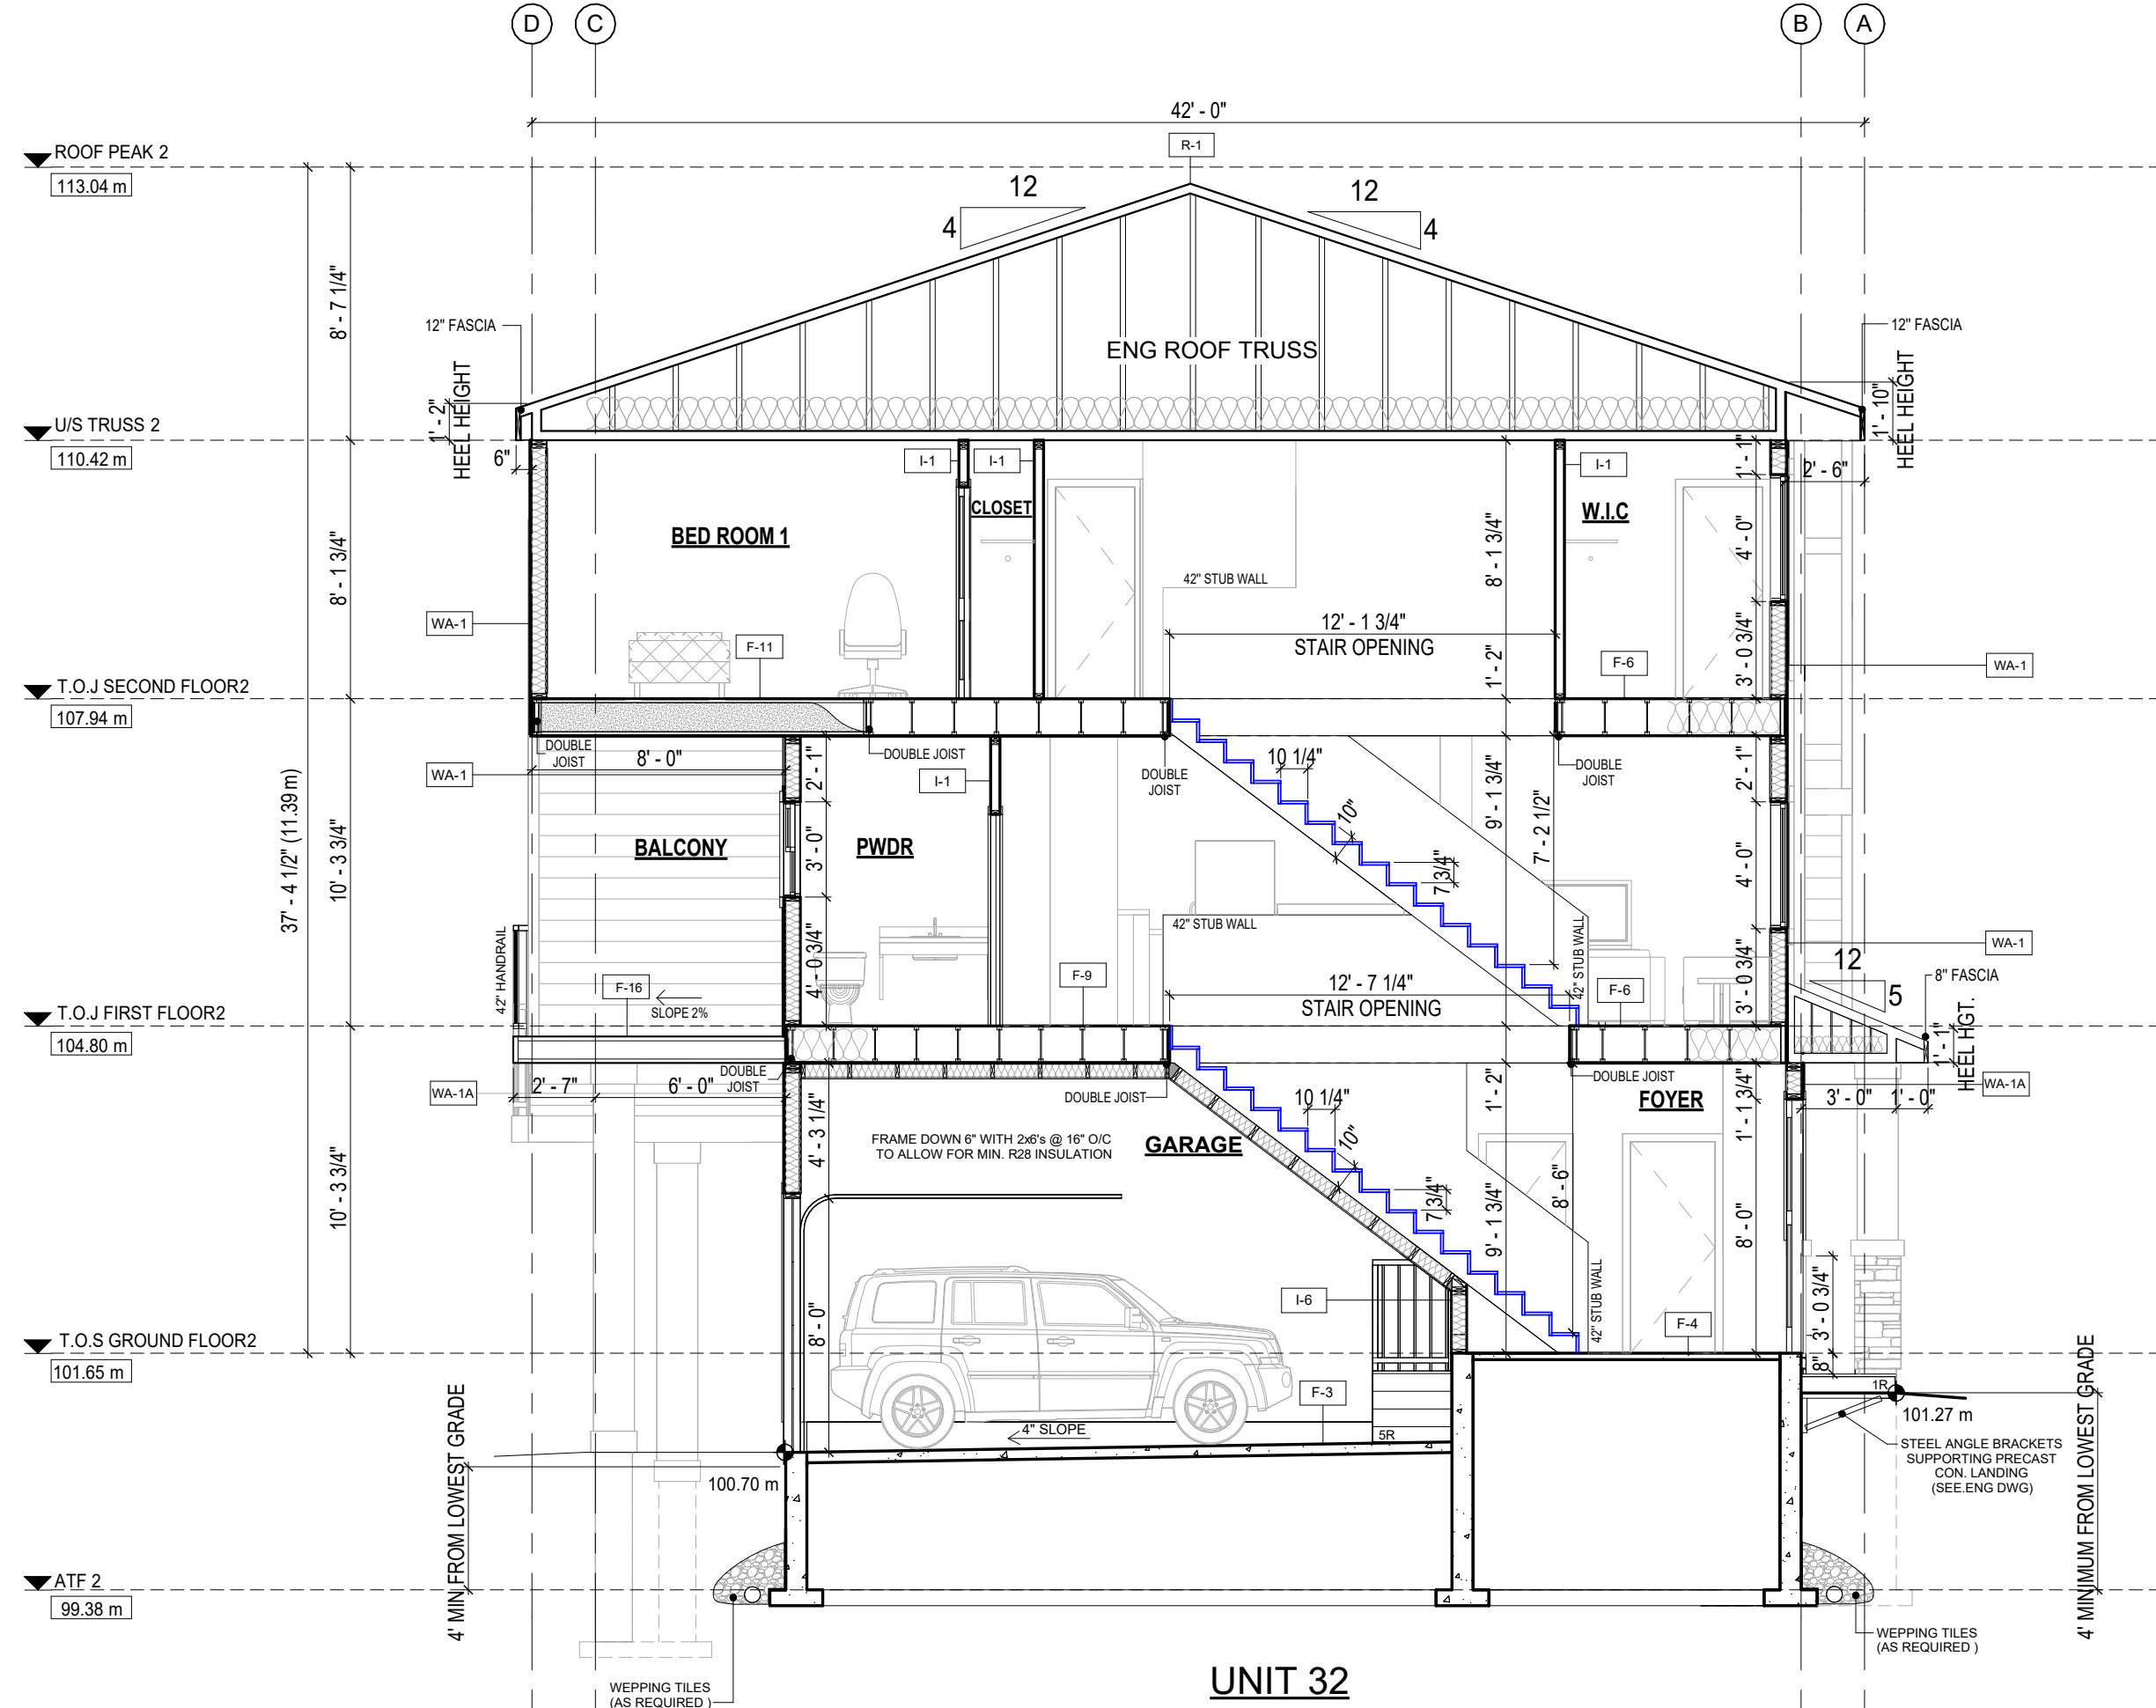 D
C
B
A
42' - 0"
R-1
ROOF PEAK 2
113.04 m
12
4
12
4
8' - 7 1/4"
12" FASCIA
12" FASCIA
ENG ROOF TRUSS
HEEL HEIGHT
1' - 2"
HEEL HEIGHT
1' - 10"
U/S TRUSS 2
110.42 m
6"
I-1
I-1
I-1
1' - 1"
2' - 6"
CLOSET
W.I.C
BED ROOM 1
8' - 1 3/4"
8' - 1 3/4"
4' - 0"
42" STUB WALL
WA-1
12' - 1 3/4"
STAIR OPENING
F-11
F-6
1' - 2"
3' - 0 3/4"
WA-1
T.O.J SECOND FLOOR2
107.94 m
DOUBLE
JOIST
8' - 0"
DOUBLE JOIST
DOUBLE
JOIST
10 1/4"
DOUBLE
JOIST
WA-1
I-1
2' - 1"
9' - 1 3/4"
2' - 1"
37' - 4 1/2" (11.39 m)
10' - 3 3/4"
10"
7' - 2 1/2"
BALCONY
PWDR
3' - 0"
7 3/4"
4' - 0"
42" STUB WALL
42" STUB WALL
42" HANDRAIL
4' - 0 3/4"
WA-1
12
5
8" FASCIA
F-16
SLOPE 2%
F-9
12' - 7 1/4"
STAIR OPENING
F-6
3' - 0 3/4"
T.O.J FIRST FLOOR2
104.80 m
1' - 1"
HEEL HGT.
WA-1A
2' - 7"
6' - 0"
DOUBLE
JOIST
DOUBLE JOIST
DOUBLE JOIST
WA-1A
10 1/4"
1' - 2"
FOYER
1' - 1 3/4"
3' - 0"
1' - 0"
4' - 3 1/4"
FRAME DOWN 6" WITH 2x6's @ 16" O/C
TO ALLOW FOR MIN. R28 INSULATION
GARAGE
10"
10' - 3 3/4"
7 3/4"
8' - 6"
9' - 1 3/4"
8' - 0"
8' - 0"
I-6
42" STUB WALL
F-4
3' - 0 3/4"
8"
T.O.S GROUND FLOOR2
101.65 m
F-3
1R
101.27 m
4" SLOPE
5R
100.70 m
STEEL ANGLE BRACKETS
SUPPORTING PRECAST
CON. LANDING
(SEE.ENG DWG)
4' MIN.FROM LOWEST GRADE
4' MINIMUM FROM LOWEST GRADE
ATF 2
99.38 m
WEPPING TILES
(AS REQUIRED )
WEPPING TILES
(AS REQUIRED )
UNIT 32